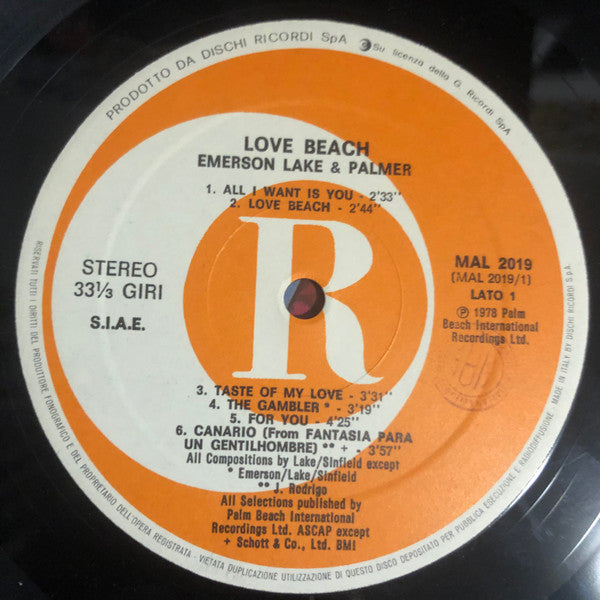 PRODOTTO DA DISCHI RICORDI SpA
Su licenza della G. Ricordi SpA
LOVE BEACH
EMERSON LAKE & PALMER
1. ALL I WANT IS YOU - 2'33''
2. LOVE BEACH - 2'44''
R
STEREO
33⅓ GIRI
S.I.A.E.
MAL 2019
(MAL 2019/1)
LATO 1
Ⓟ 1978 Palm
Beach International
Recordings Ltd.
3. TASTE OF MY LOVE - 3'31''
4. THE GAMBLER * - 3'19''
5. FOR YOU - 4'25''
6. CANARIO (From FANTASIA PARA
UN GENTILHOMBRE) ** + - 3'57''
All Compositions by Lake/Sinfield except
* Emerson/Lake/Sinfield
** J. Rodrigo
All Selections published by
Palm Beach International
Recordings Ltd. ASCAP except
+ Schott & Co., Ltd. BMI
RISERVATI TUTTI I DIRITTI DEL PRODUTTORE FONOGRAFICO E DEL PROPRIETARIO DELL'OPERA REGISTRATA - VIETATA DUPLICAZIONE UTILIZZAZIONE DI QUESTO DISCO DEPOSITATO PER PUBBLICA ESECUZIONE E RADIODIFFUSIONE. MADE IN ITALY BY DISCHI RICORDI S.p.A.